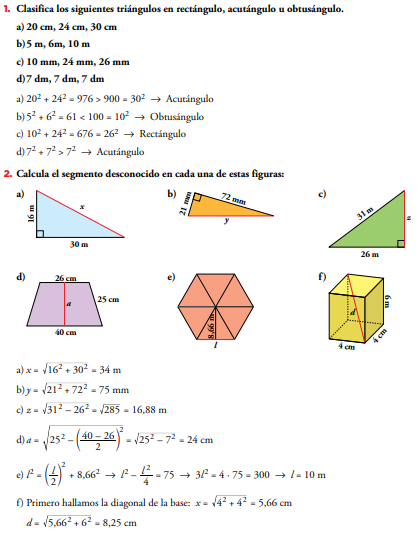 1. Clasifica los siguientes triángulos en rectángulo, acutángulo u obtusángulo.
a) 20 cm, 24 cm, 30 cm
b) 5 m, 6m, 10 m
c) 10 mm, 24 mm, 26 mm
d) 7 dm, 7 dm, 7 dm
a) 20² + 24² = 976 > 900 = 30² → Acutángulo
b) 5² + 6² = 61 < 100 = 10² → Obtusángulo
c) 10² + 24² = 676 = 26² → Rectángulo
d) 7² + 7² > 7² → Acutángulo
2. Calcula el segmento desconocido en cada una de estas figuras:
a)
16 m
x
30 m
b)
21 mm
72 mm
y
c)
31 m
z
26 m
d)
26 cm
a
25 cm
40 cm
e)
8,66 m
l
f)
d
6 m
4 cm
4 cm
a) x = √(16² + 30²) = 34 m
b) y = √(21² + 72²) = 75 mm
c) z = √(31² – 26²) = √285 = 16,88 m
d) a = √(25² – ((40 – 26)/2)²) = √(25² – 7²) = 24 cm
e) l² = (l/2)² + 8,66² → l² – l²/4 = 75 → 3l² = 4 · 75 = 300 → l = 10 m
f) Primero hallamos la diagonal de la base: x = √(4² + 4²) = 5,66 cm
d = √(5,66² + 6²) = 8,25 cm